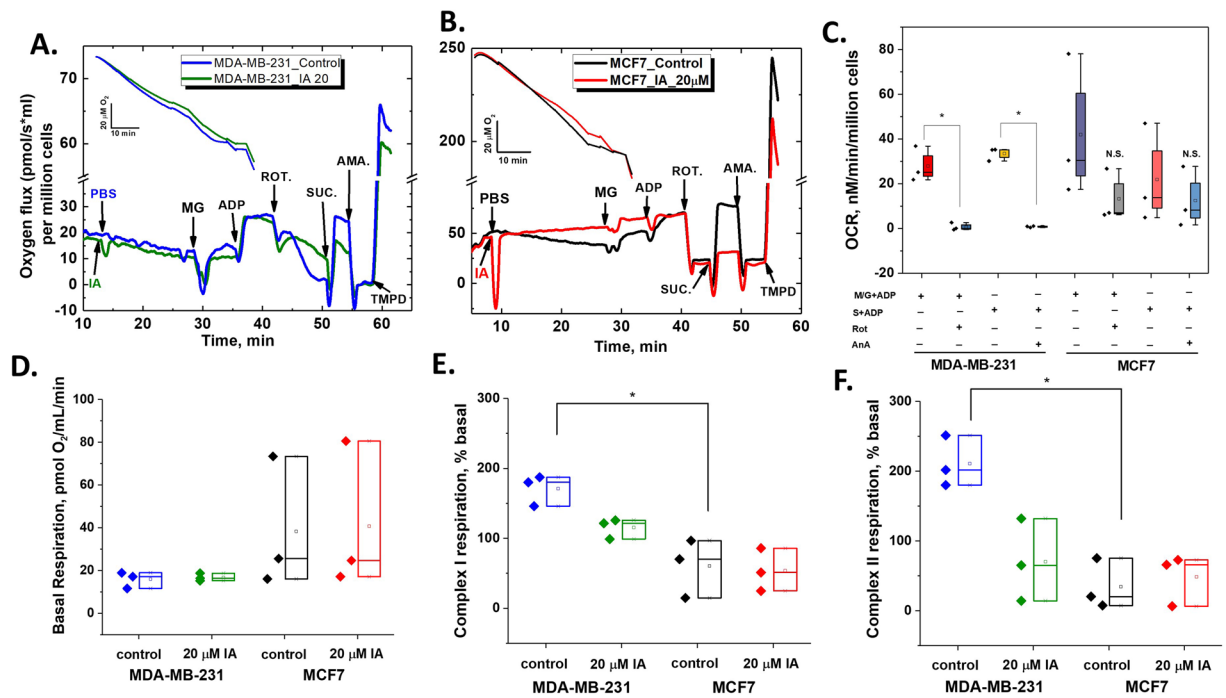 A.
MDA-MB-231_Control
MDA-MB-231_IA 20
Oxygen flux (pmol/s*ml)
per million cells
70
60
25
20
15
10
5
0
-5
-10
20 µM O2
10 min
PBS
IA
MG
ADP
ROT.
SUC.
AMA.
TMPD
10 20 30 40 50 60
Time, min
B.
MCF7_Control
MCF7_IA_20µM
250
200
50
0
20 µM O2
10 min
PBS
IA
MG
ADP
ROT.
SUC.
AMA.
TMPD
10 20 30 40 50 60
Time, min
C.
OCR, nM/min/million cells
80
60
40
20
0
-20
*
*
N.S.
N.S.
M/G+ADP + + – – + + – –
S+ADP – – + + – – + +
Rot – + – – – + – –
AnA – – – + – – – +
MDA-MB-231
MCF7
D.
Basal Respiration, pmol O2/mL/min
100
80
60
40
20
0
control 20 µM IA control 20 µM IA
MDA-MB-231 MCF7
E.
Complex I respiration, % basal
300
200
100
0
*
control 20 µM IA control 20 µM IA
MDA-MB-231 MCF7
F.
Complex II respiration, % basal
300
200
100
0
*
control 20 µM IA control 20 µM IA
MDA-MB-231 MCF7